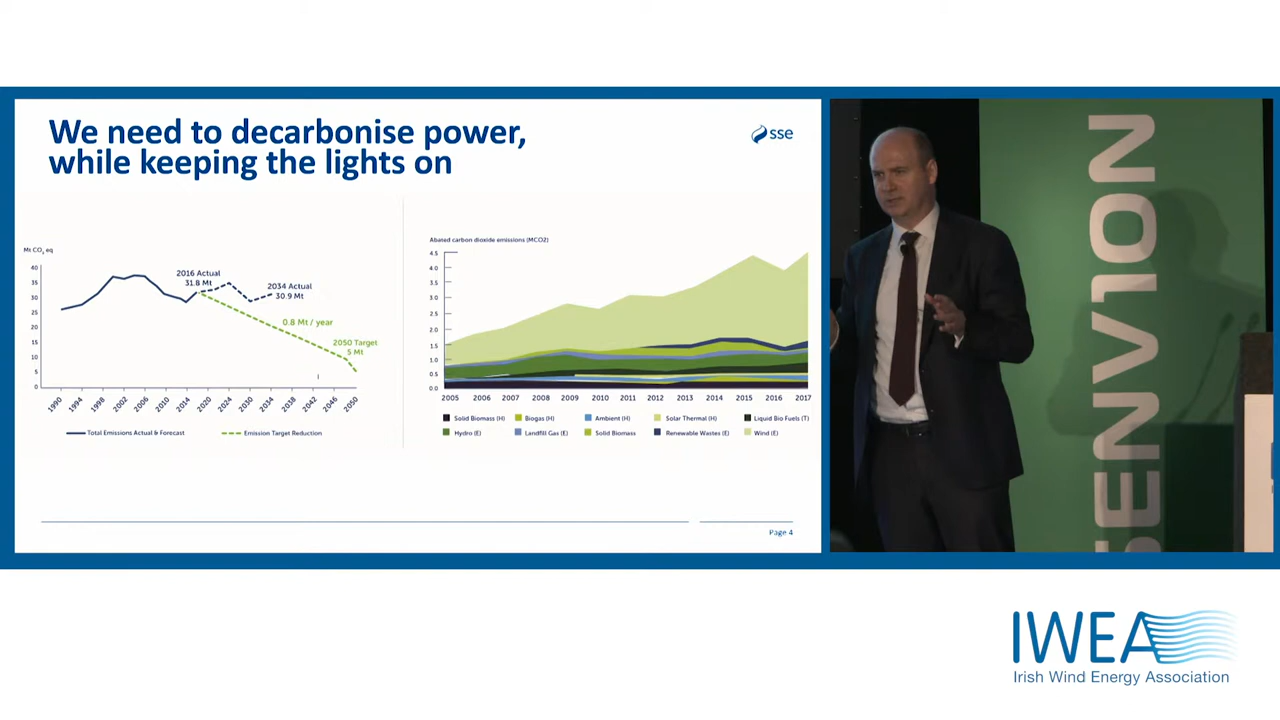 We need to decarbonise power,
while keeping the lights on
sse
Mt CO2 eq
40
35
30
25
20
15
10
5
0
2016 Actual
31.8 Mt
2034 Actual
30.9 Mt
0.8 Mt / year
2050 Target
5 Mt
1990 1994 1998 2002 2006 2010 2014 2020 2024 2030 2034 2038 2042 2046 2050
Total Emissions Actual & Forecast Emission Target Reduction
Abated carbon dioxide emissions (MCO2)
4.5
4.0
3.5
3.0
2.5
2.0
1.5
1.0
0.5
0.0
2005 2006 2007 2008 2009 2010 2011 2012 2013 2014 2015 2016 2017
Solid Biomass (H) Biogas (H) Ambient (H) Solar Thermal (H) Liquid Bio Fuels (T)
Hydro (E) Landfill Gas (E) Solid Biomass Renewable Wastes (E) Wind (E)
Page 4
SENVION
IWEA
Irish Wind Energy Association